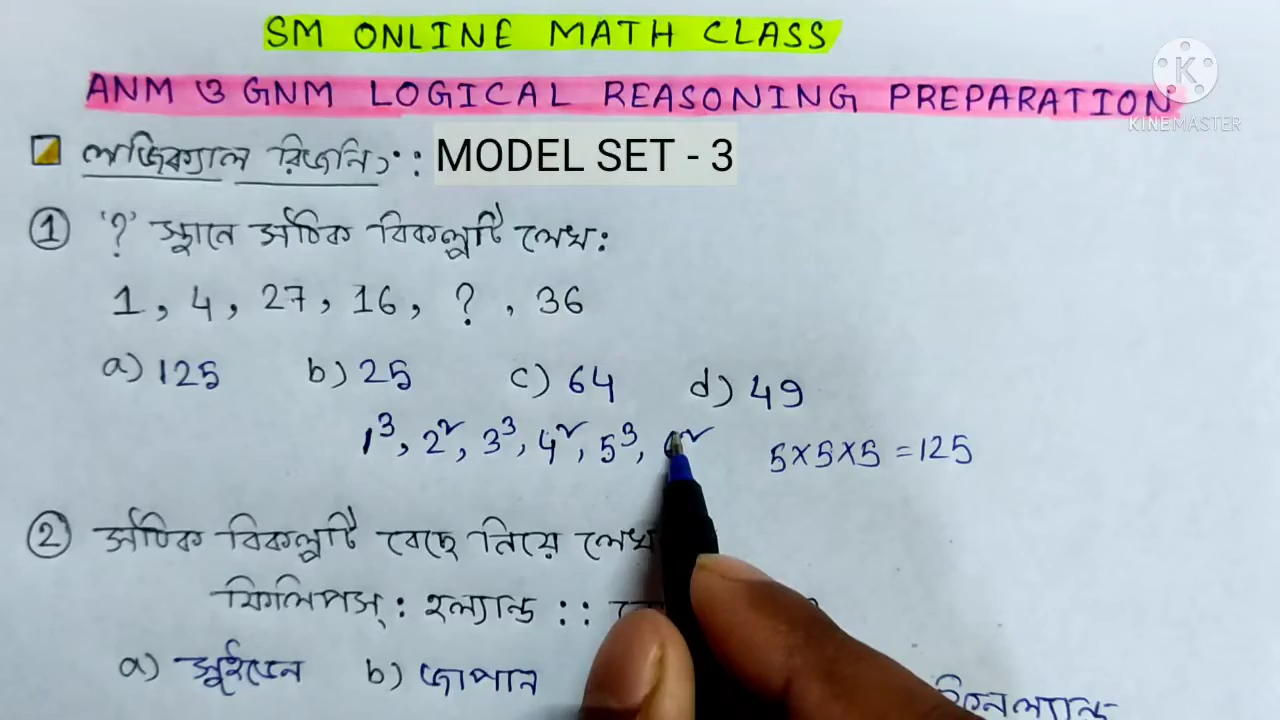 SM ONLINE MATH CLASS
ANM ও GNM LOGICAL REASONING PREPARATION
KINEMASTER
লজিক্যাল রিজনিং:: MODEL SET - 3
① '?' স্থানে সঠিক বিকল্পটি লেখ:
1, 4, 27, 16, ?, 36
a) 125 b) 25 c) 64 d) 49
1³, 2², 3³, 4², 5³, 5×5×5 = 125
② সঠিক বিকল্পটি বেছে নিয়ে লেখ
ফিলিপস্ : হল্যান্ড ::
a) সুইডেন b) জাপান ফিনল্যান্ড